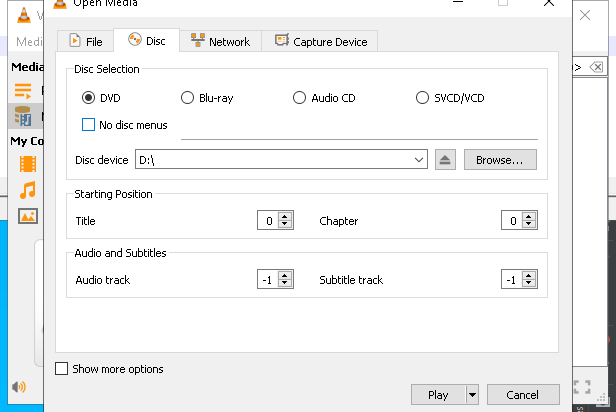 Open Media
Medi
File
Disc
Network
Capture Device
Media
Disc Selection
DVD
Blu-ray
Audio CD
SVCD/VCD
No disc menus
My Co
Disc device
D:\
Browse...
Starting Position
Title
0
Chapter
0
Audio and Subtitles
Audio track
-1
Subtitle track
-1
Show more options
Play
Cancel